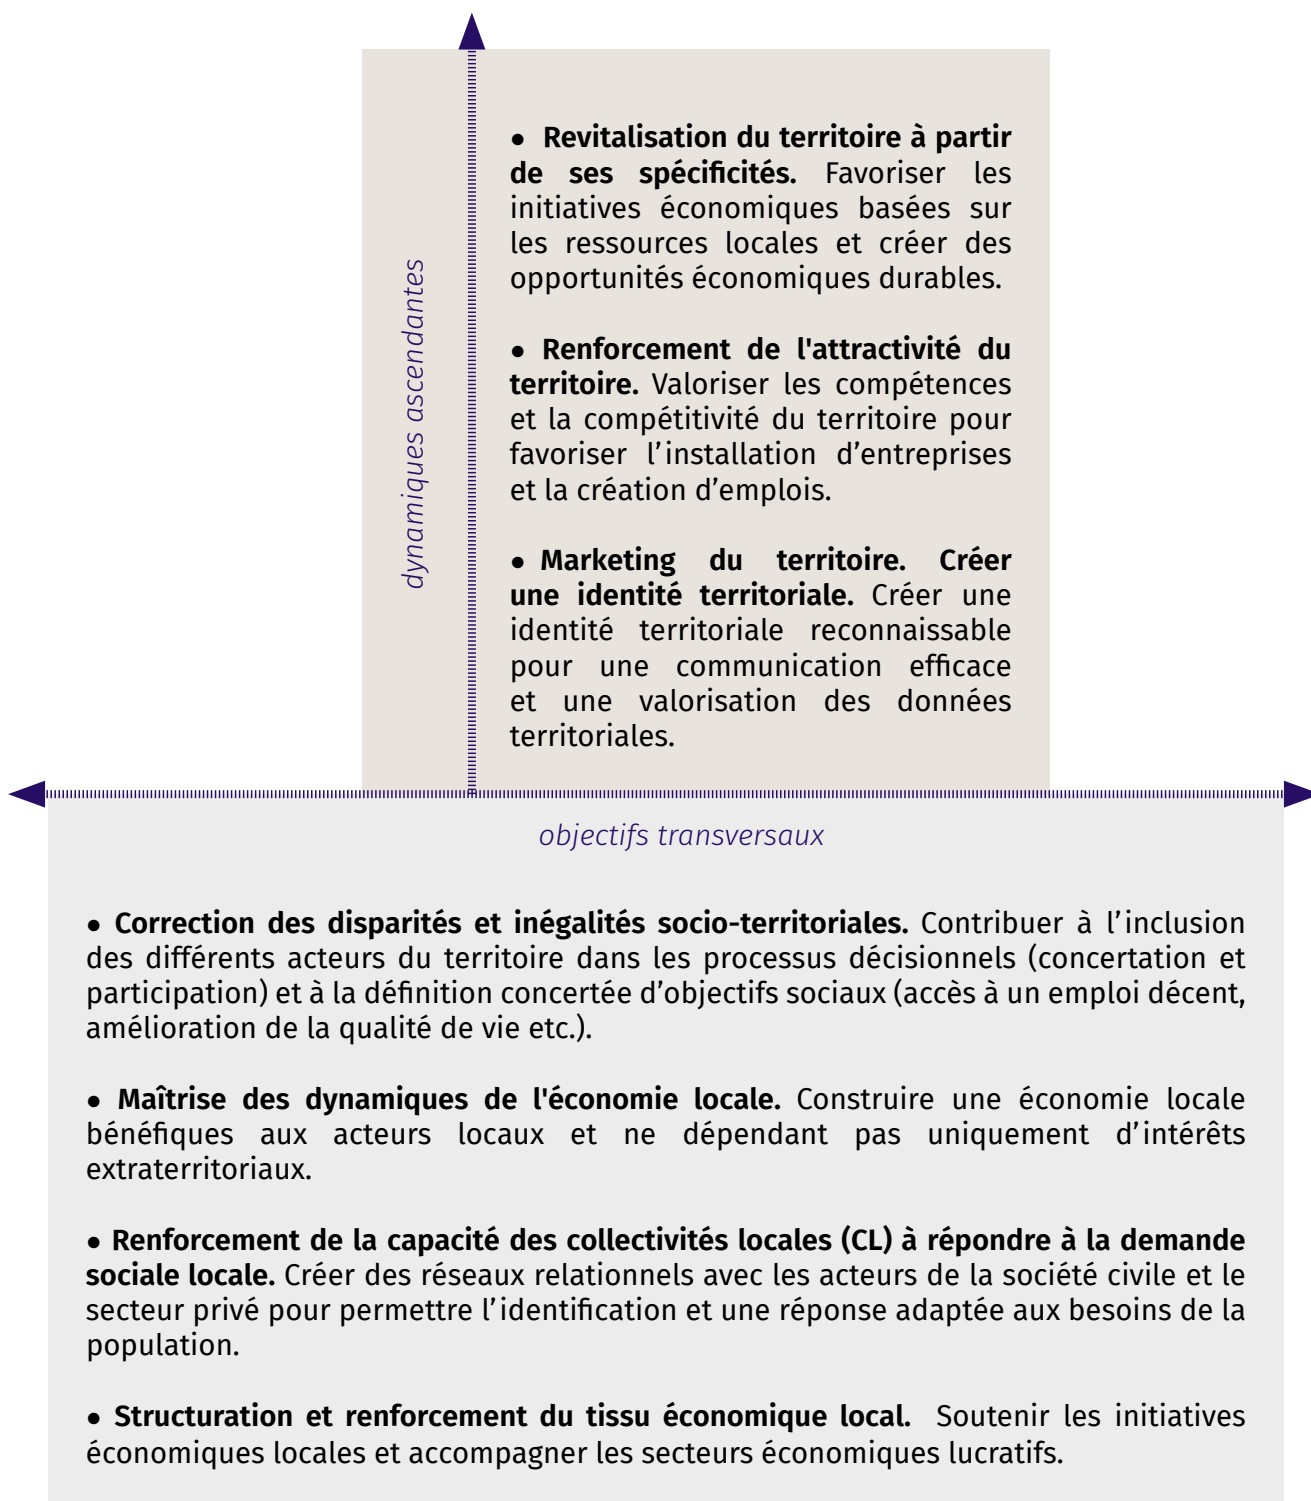 ● Revitalisation du territoire à partir
de ses spécificités. Favoriser les
initiatives économiques basées sur
les ressources locales et créer des
opportunités économiques durables.
● Renforcement de l'attractivité du
territoire. Valoriser les compétences
et la compétitivité du territoire pour
favoriser l’installation d’entreprises
et la création d’emplois.
● Marketing du territoire. Créer
une identité territoriale. Créer une
identité territoriale reconnaissable
pour une communication efficace
et une valorisation des données
territoriales.
dynamiques ascendantes
objectifs transversaux
● Correction des disparités et inégalités socio-territoriales. Contribuer à l’inclusion
des différents acteurs du territoire dans les processus décisionnels (concertation et
participation) et à la définition concertée d’objectifs sociaux (accès à un emploi décent,
amélioration de la qualité de vie etc.).
● Maîtrise des dynamiques de l'économie locale. Construire une économie locale
bénéfiques aux acteurs locaux et ne dépendant pas uniquement d’intérêts
extraterritoriaux.
● Renforcement de la capacité des collectivités locales (CL) à répondre à la demande
sociale locale. Créer des réseaux relationnels avec les acteurs de la société civile et le
secteur privé pour permettre l’identification et une réponse adaptée aux besoins de la
population.
● Structuration et renforcement du tissu économique local. Soutenir les initiatives
économiques locales et accompagner les secteurs économiques lucratifs.